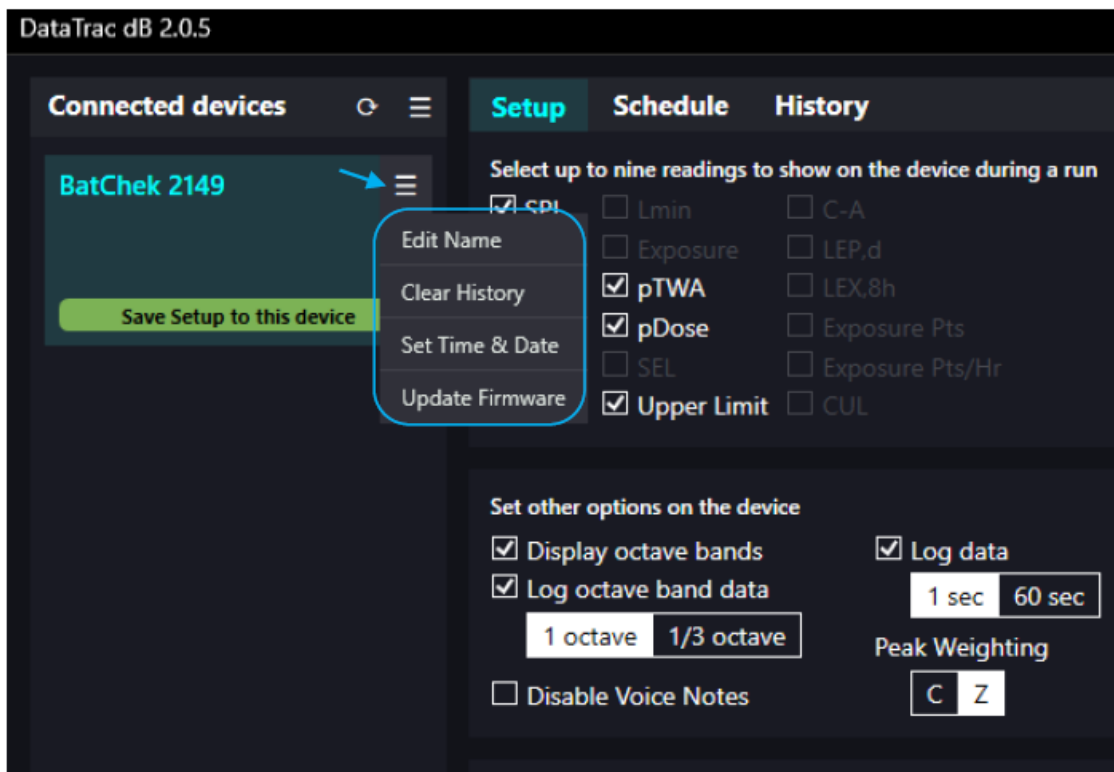 DataTrac dB 2.0.5
Connected devices
BatChek 2149
Save Setup to this device
Edit Name
Clear History
Set Time & Date
Update Firmware
Setup Schedule History
Select up to nine readings to show on the device during a run
SPL Lmin C-A
Exposure LEP,d
pTWA LEX,8h
pDose Exposure Pts
SEL Exposure Pts/Hr
Upper Limit CUL
Set other options on the device
Display octave bands
Log octave band data
1 octave 1/3 octave
Disable Voice Notes
Log data
1 sec 60 sec
Peak Weighting
C Z